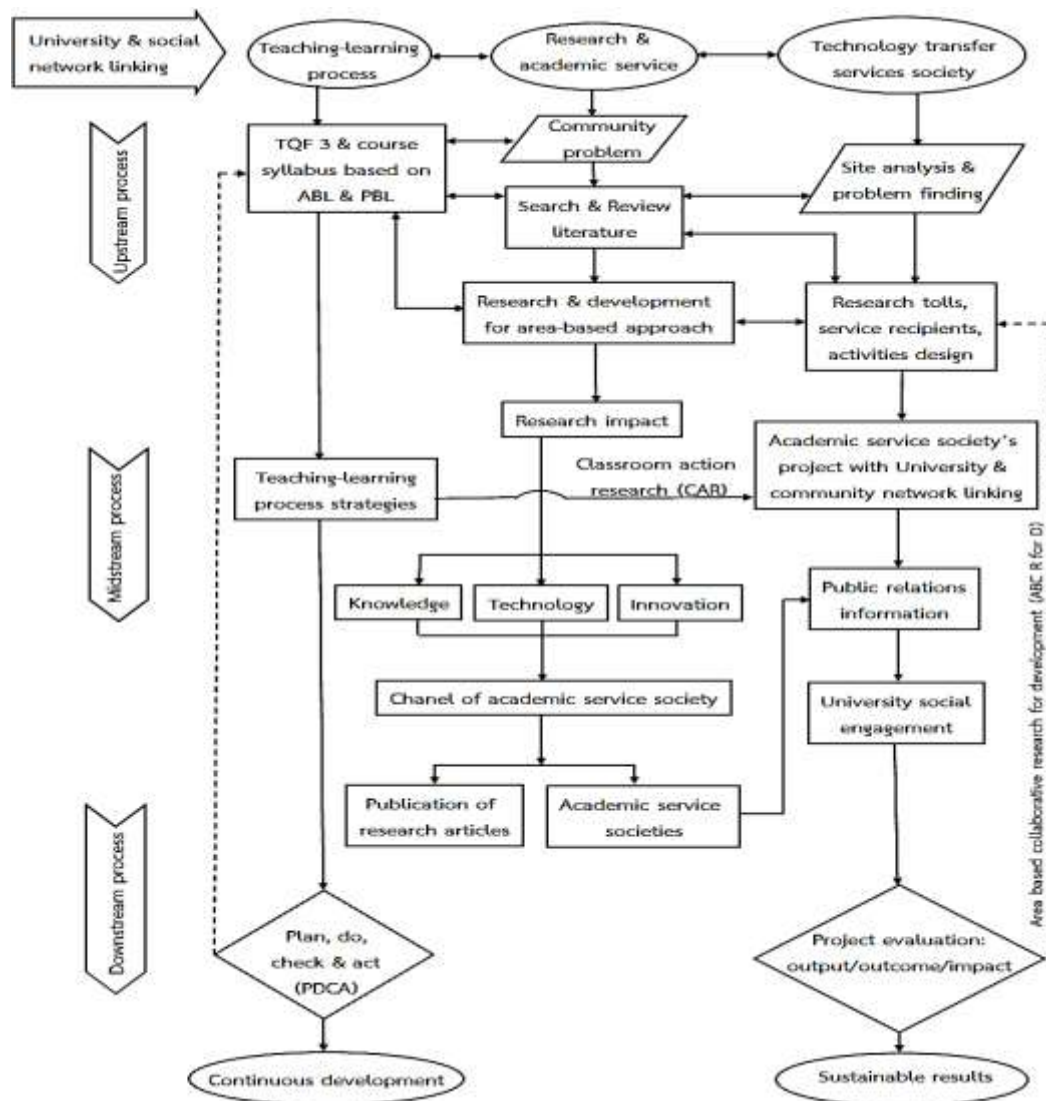 University & social
network linking
Teaching-learning
process
Research &
academic service
Technology transfer
services society
Upstream process
TQF 3 & course
syllabus based on
ABL & PBL
Community
problem
Site analysis &
problem finding
Search & Review
literature
Research & development
for area-based approach
Research tolls,
service recipients,
activities design
Research impact
Midstream process
Teaching-learning
process strategies
Classroom action
research (CAR)
Academic service society's
project with University &
community network linking
Knowledge
Technology
Innovation
Public relations
information
Chanel of academic service society
University social
engagement
Publication of
research articles
Academic service
societies
Area based collaborative research for development (ABC R for D)
Downstream process
Plan, do,
check & act
(PDCA)
Project evaluation:
output/outcome/impact
Continuous development
Sustainable results